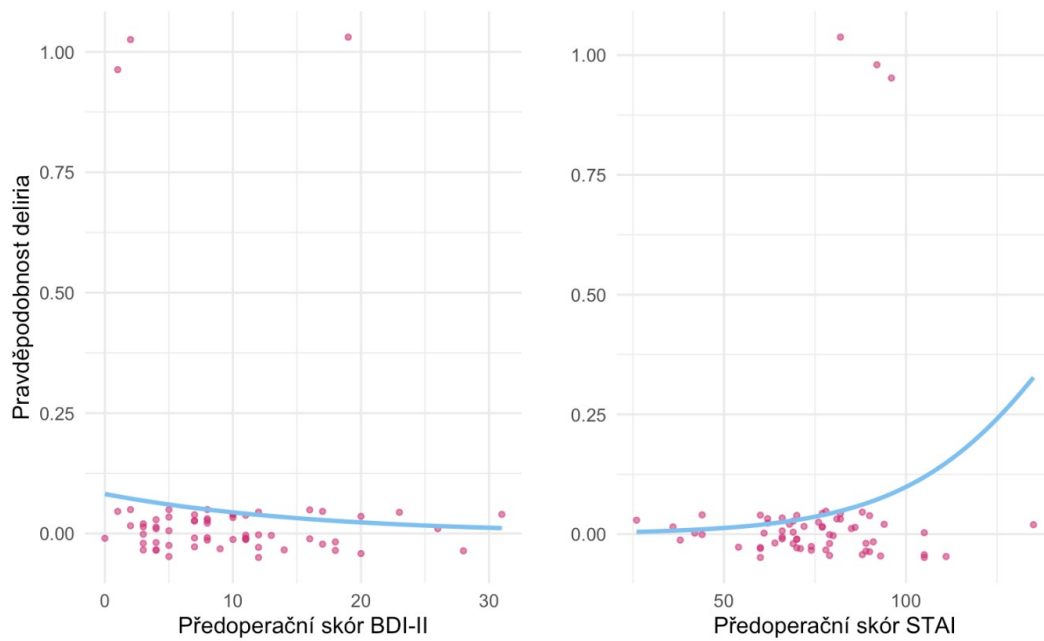 1.00
0.75
0.50
0.25
0.00
Pravděpodobnost deliria
0 10 20 30
Předoperační skór BDI-II
1.00
0.75
0.50
0.25
0.00
50 100
Předoperační skór STAI